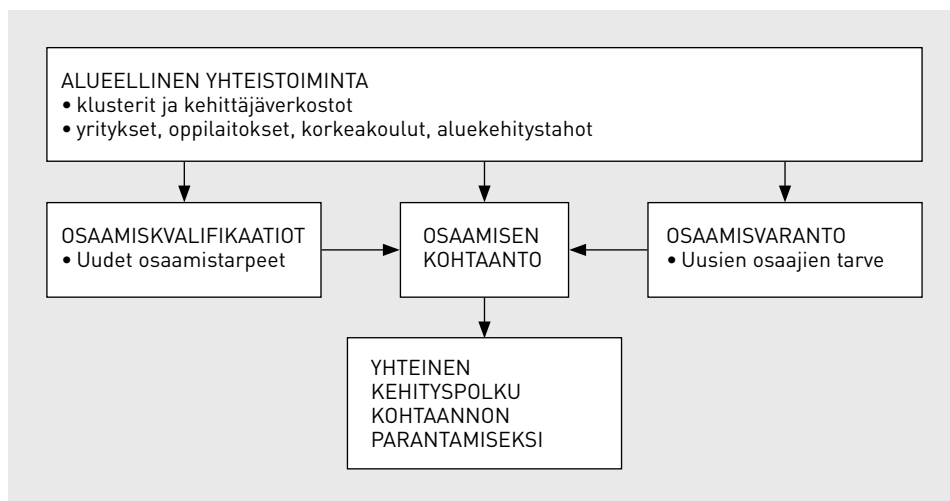 ALUEELLINEN YHTEISTOIMINTA
• klusterit ja kehittäjäverkostot
• yritykset, oppilaitokset, korkeakoulut, aluekehitystahot
OSAAMISKVALIFIKAATIOT
• Uudet osaamistarpeet
OSAAMISEN
KOHTAANTO
OSAAMISVARANTO
• Uusien osaajien tarve
YHTEINEN
KEHITYSPOLKU
KOHTAANNON
PARANTAMISEKSI